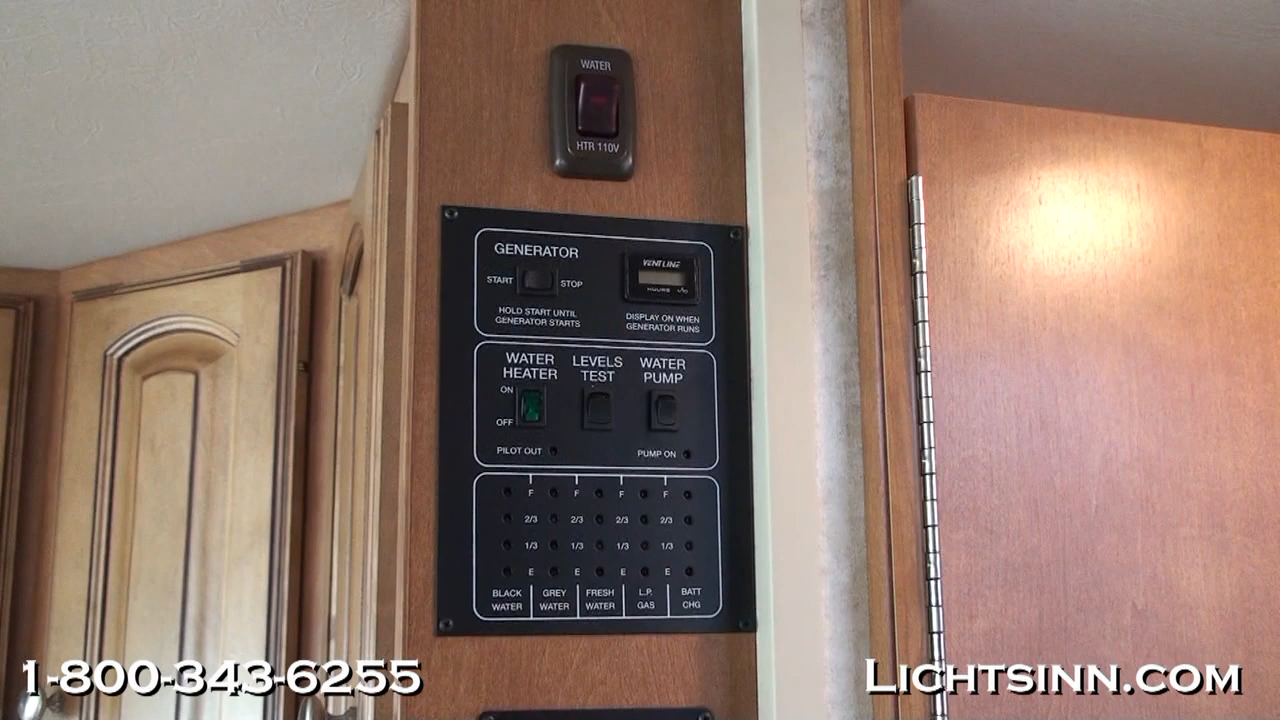 WATER
HTR 110V
GENERATOR
START STOP
HOLD START UNTIL
GENERATOR STARTS
VENTLINE
HOURS 1/10
DISPLAY ON WHEN
GENERATOR RUNS
WATER
HEATER
LEVELS
TEST
WATER
PUMP
ON
OFF
PILOT OUT
PUMP ON
F F F F
2/3 2/3 2/3 2/3
1/3 1/3 1/3 1/3
E E E E
BLACK
WATER
GREY
WATER
FRESH
WATER
L.P.
GAS
BATT
CHG
1-800-343-6255
LICHTSINN.COM